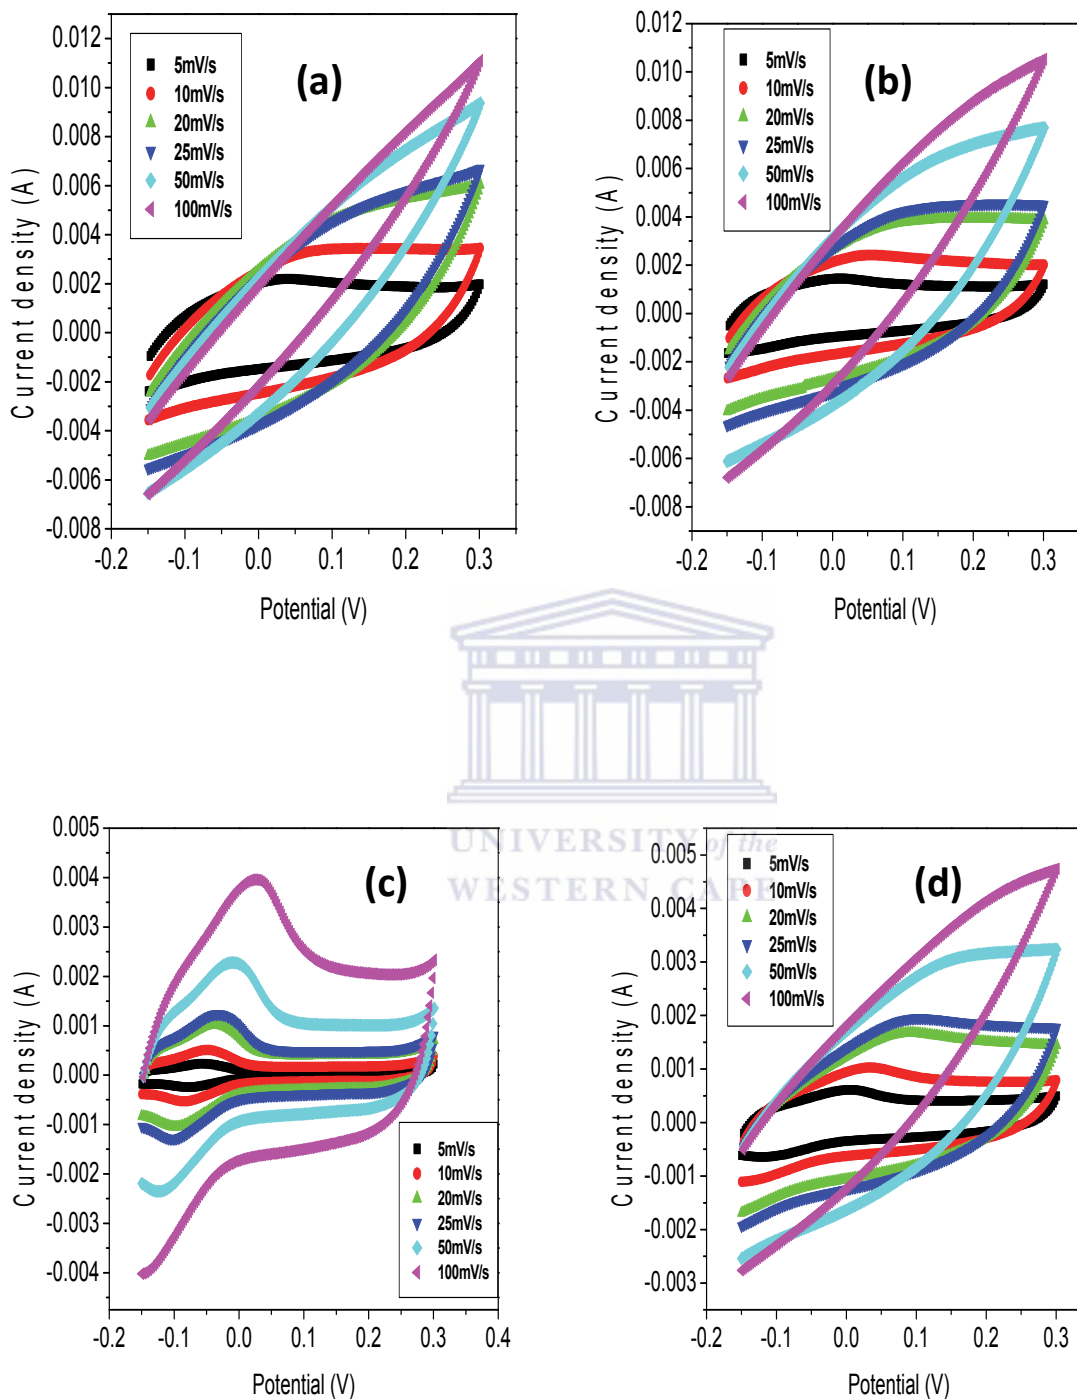 (a)
5mV/s
10mV/s
20mV/s
25mV/s
50mV/s
100mV/s
0.012
0.010
0.008
0.006
0.004
0.002
0.000
-0.002
-0.004
-0.006
-0.008
Current density (A)
-0.2 -0.1 0.0 0.1 0.2 0.3
Potential (V)
(b)
5mV/s
10mV/s
20mV/s
25mV/s
50mV/s
100mV/s
0.012
0.010
0.008
0.006
0.004
0.002
0.000
-0.002
-0.004
-0.006
-0.008
Current density (A)
-0.2 -0.1 0.0 0.1 0.2 0.3
Potential (V)
UNIVERSITY of the
WESTERN CAPE
(c)
0.005
0.004
0.003
0.002
0.001
0.000
-0.001
-0.002
-0.003
-0.004
Current density (A)
5mV/s
10mV/s
20mV/s
25mV/s
50mV/s
100mV/s
-0.2 -0.1 0.0 0.1 0.2 0.3 0.4
Potential (V)
(d)
5mV/s
10mV/s
20mV/s
25mV/s
50mV/s
100mV/s
0.005
0.004
0.003
0.002
0.001
0.000
-0.001
-0.002
-0.003
Current density (A)
-0.2 -0.1 0.0 0.1 0.2 0.3
Potential (V)